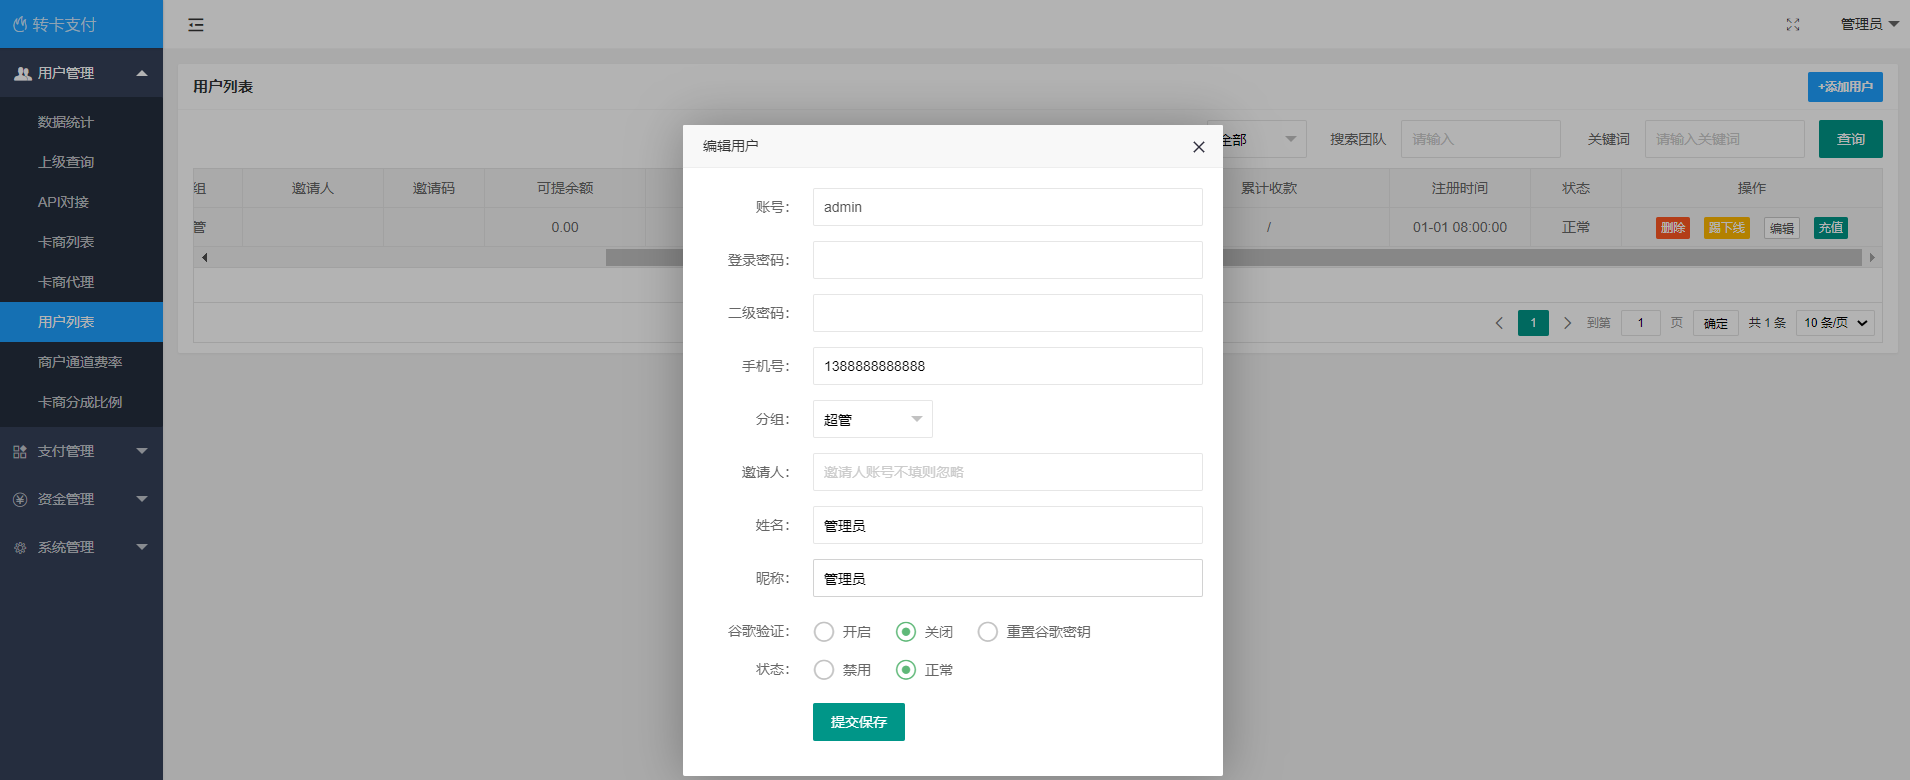 转卡支付
管理员
用户管理
数据统计
上级查询
API对接
卡商列表
卡商代理
用户列表
商户通道费率
卡商分成比例
支付管理
资金管理
系统管理
用户列表
+添加用户
全部
搜索团队
请输入
关键词
请输入关键词
查询
组
邀请人
邀请码
可提余额
累计收款
注册时间
状态
操作
管
0.00
/
01-01 08:00:00
正常
删除
踢下线
编辑
充值
1
到第
1
页
确定
共 1 条
10 条/页
编辑用户
账号：
admin
登录密码：
二级密码：
手机号：
1388888888888
分组：
超管
邀请人：
邀请人账号不填则忽略
姓名：
管理员
昵称：
管理员
谷歌验证：
开启
关闭
重置谷歌密钥
状态：
禁用
正常
提交保存